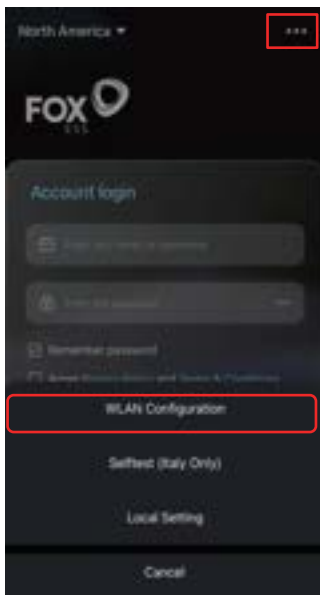 North America
FOX
ESS
Account login
Remember password
WLAN Configuration
Selftest (Italy Only)
Local Setting
Cancel